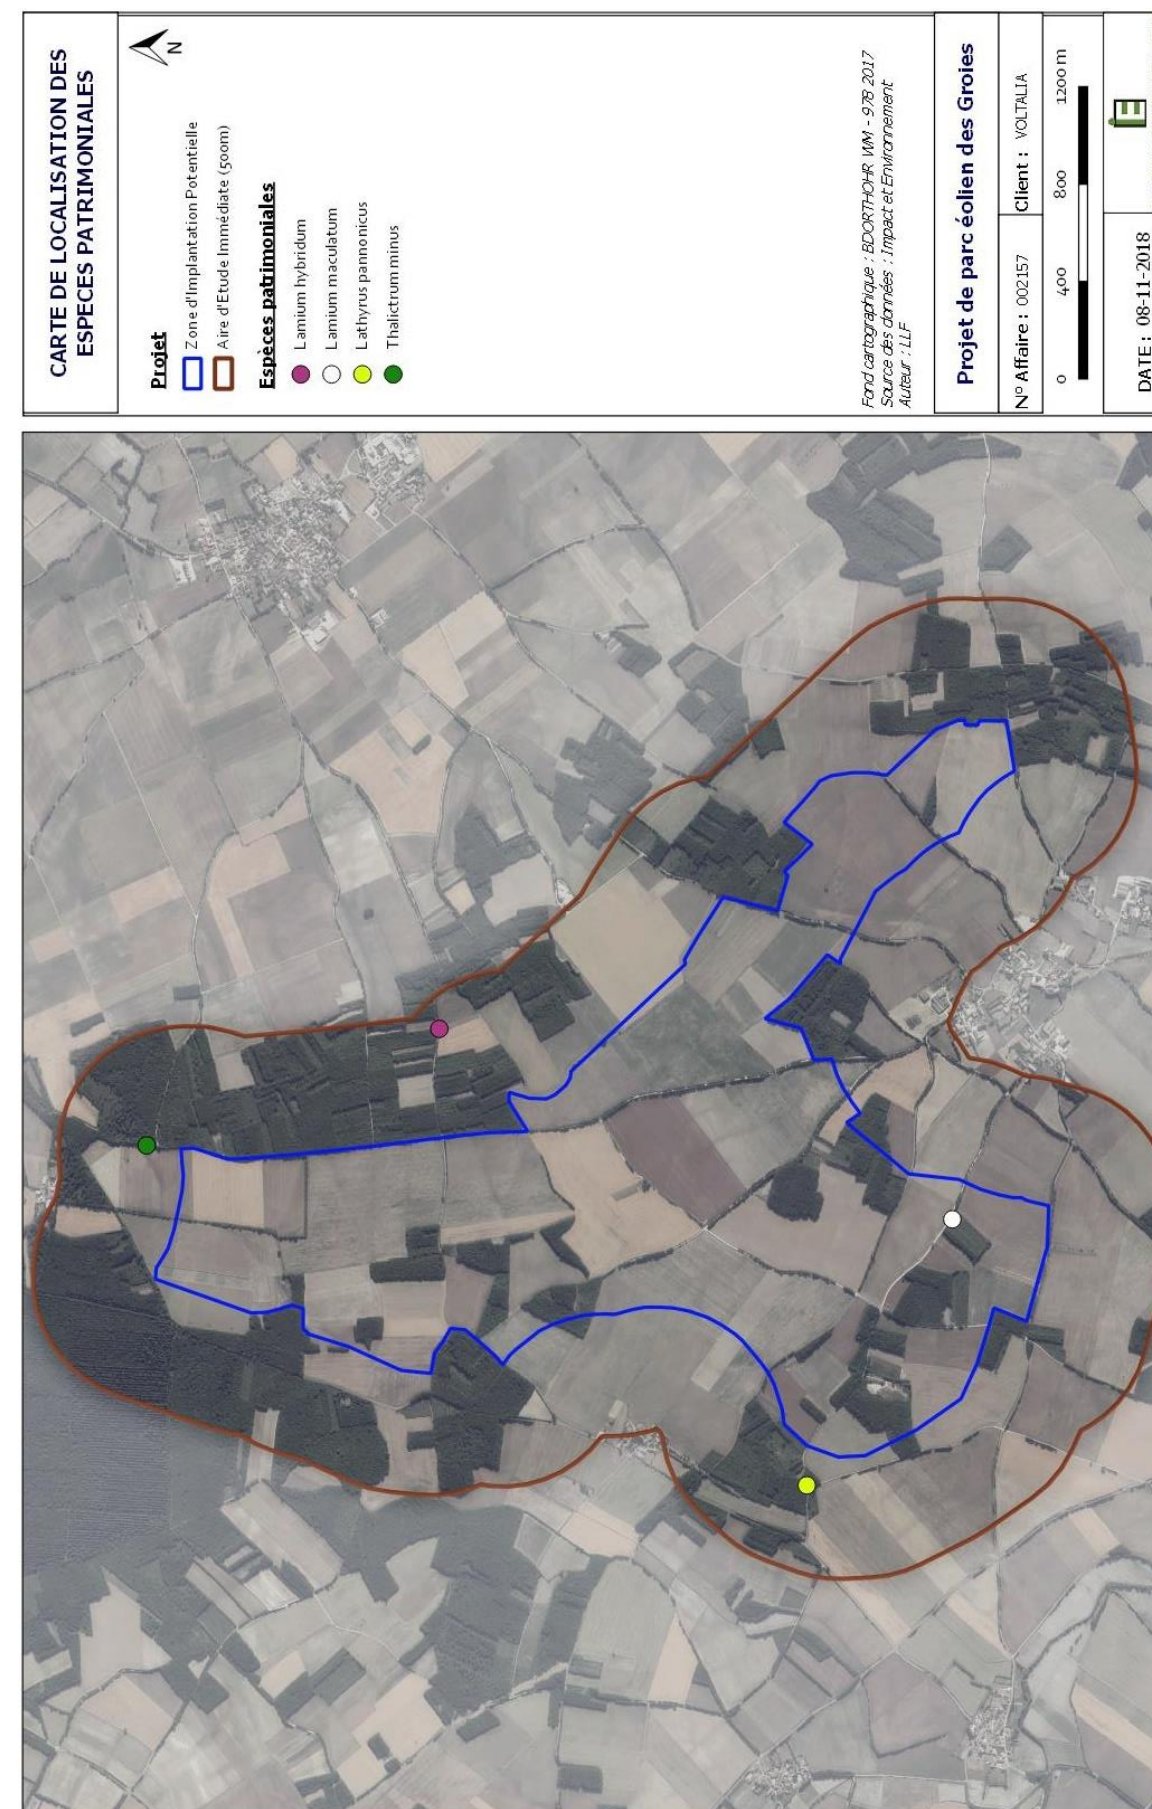 CARTE DE LOCALISATION DES
ESPECES PATRIMONIALES
N
Projet
Zone d'Implantation Potentielle
Aire d'Etude Immédiate (500m)
Espèces patrimoniales
Lamium hybridum
Lamium maculatum
Lathyrus pannonicus
Thalictrum minus
Fond cartographique : BDORTHOHR WM - 978 2017
Source des données : Impact et Environnement
Auteur : LLF
Projet de parc éolien des Groies
N° Affaire : 002157
Client : VOLTALIA
0 400 800 1200 m
DATE : 08-11-2018
E